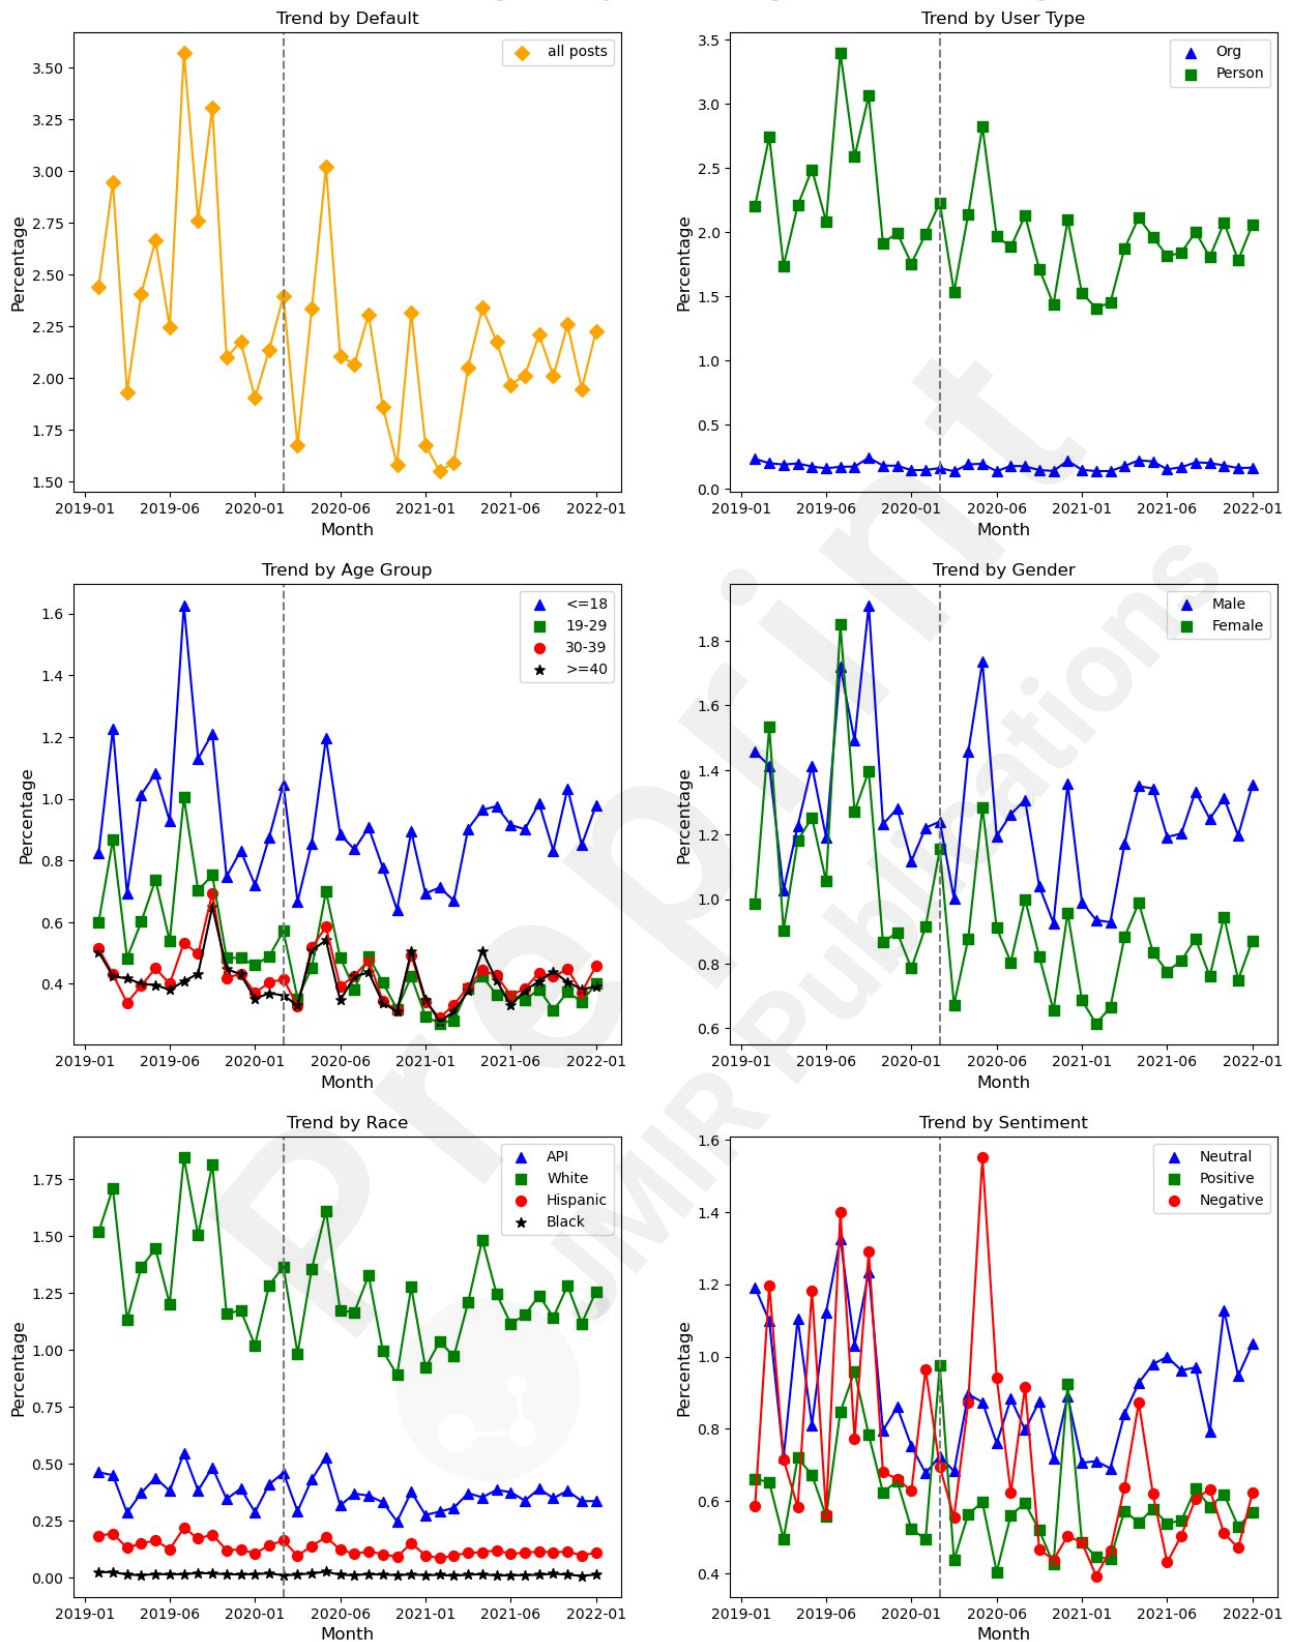 Trend by Default
Percentage
3.50
3.25
3.00
2.75
2.50
2.25
2.00
1.75
1.50
all posts
2019-01 2019-06 2020-01 2020-06 2021-01 2021-06 2022-01
Month
Trend by User Type
Percentage
3.5
3.0
2.5
2.0
1.5
1.0
0.5
0.0
Org
Person
2019-01 2019-06 2020-01 2020-06 2021-01 2021-06 2022-01
Month
Trend by Age Group
Percentage
1.6
1.4
1.2
1.0
0.8
0.6
0.4
<=18
19-29
30-39
>=40
2019-01 2019-06 2020-01 2020-06 2021-01 2021-06 2022-01
Month
Trend by Gender
Percentage
1.8
1.6
1.4
1.2
1.0
0.8
0.6
Male
Female
2019-01 2019-06 2020-01 2020-06 2021-01 2021-06 2022-01
Month
Trend by Race
Percentage
1.75
1.50
1.25
1.00
0.75
0.50
0.25
0.00
API
White
Hispanic
Black
2019-01 2019-06 2020-01 2020-06 2021-01 2021-06 2022-01
Month
Trend by Sentiment
Percentage
1.6
1.4
1.2
1.0
0.8
0.6
0.4
Neutral
Positive
Negative
2019-01 2019-06 2020-01 2020-06 2021-01 2021-06 2022-01
Month
Preprint
JMIR Publications